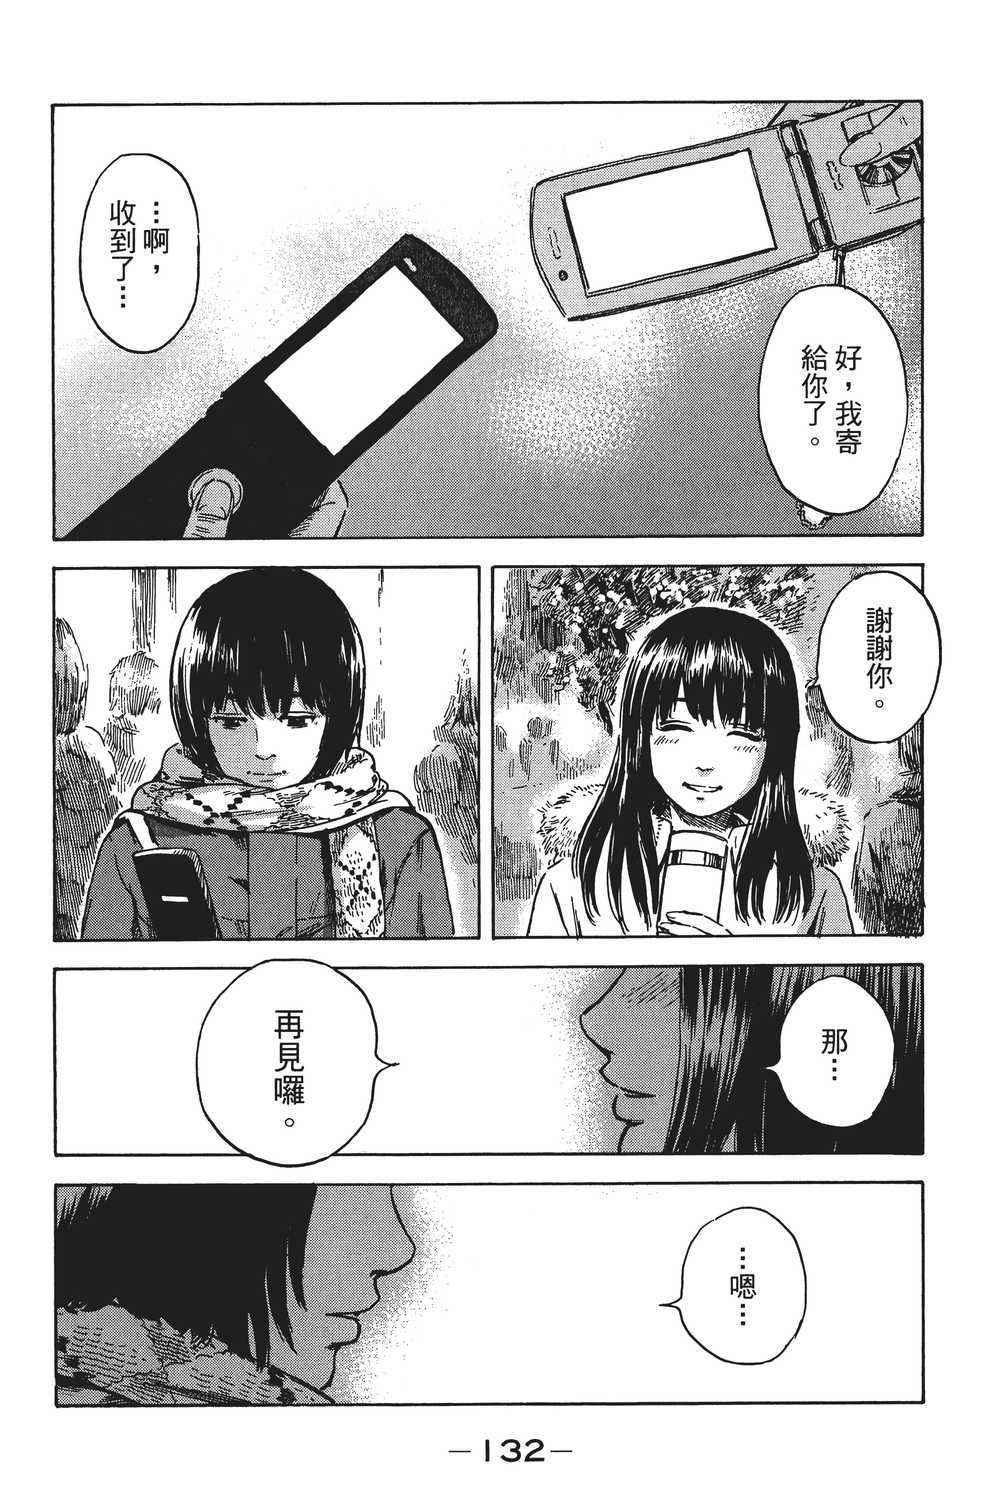 好，我寄
給你了。
…啊，
收到了…
謝謝你。
那…
再見囉。
…嗯…
—132—